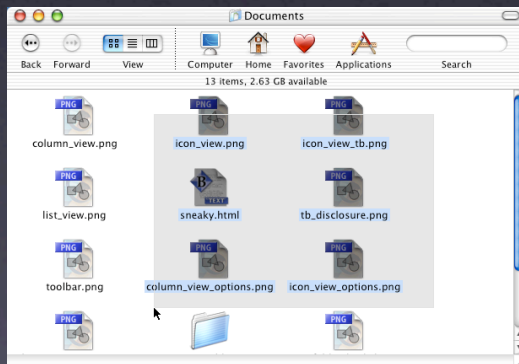 Documents
Back Forward View Computer Home Favorites Applications Search
13 items, 2.63 GB available
PNG PNG PNG
column_view.png icon_view.png icon_view_tb.png
PNG B TEXT PNG
list_view.png sneaky.html tb_disclosure.png
PNG PNG PNG
toolbar.png column_view_options.png icon_view_options.png
PNG PNG